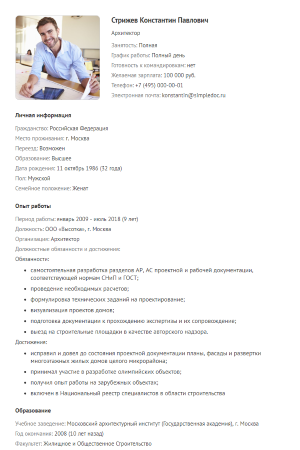 Стрижев Константин Павлович
Архитектор
Занятость: Полная
График работы: Полный день
Готовность к командировкам: нет
Желаемая зарплата: 100 000 руб.
Телефон: +7 (495) 000-00-01
Электронная почта: konstantin@simpledoc.ru
Личная информация
Гражданство: Российская Федерация
Место проживания: г. Москва
Переезд: Возможен
Образование: Высшее
Дата рождения: 11 октября 1986 (32 года)
Пол: Мужской
Семейное положение: Женат
Опыт работы
Период работы: январь 2009 - июль 2018 (9 лет)
Должность: ООО «Высотка», г. Москва
Организация: Архитектор
Должностные обязанности и достижения:
Обязанности:
• самостоятельная разработка разделов АР, АС проектной и рабочей документации,
соответствующей нормам СНиП и ГОСТ;
• проведение необходимых расчетов;
• формулировка технических заданий на проектирование;
• визуализация проектов домов;
• подготовка документации к прохождению экспертизы и их сопровождение;
• выезд на строительные площадки в качестве авторского надзора.
Достижение:
• исправил и довел до состояния проектной документации планы, фасады и развертки
многоэтажных жилых домов целого микрорайона;
• принимал участие в разработке олимпийских объектов;
• получил опыт работы на зарубежных объектах;
• включен в Национальный реестр специалистов в области строительства
Образование
Учебное заведение: Московский архитектурный институт (Государственная академия), г. Москва
Год окончания: 2008 (10 лет назад)
Факультет: Жилищное и Общественное Строительство